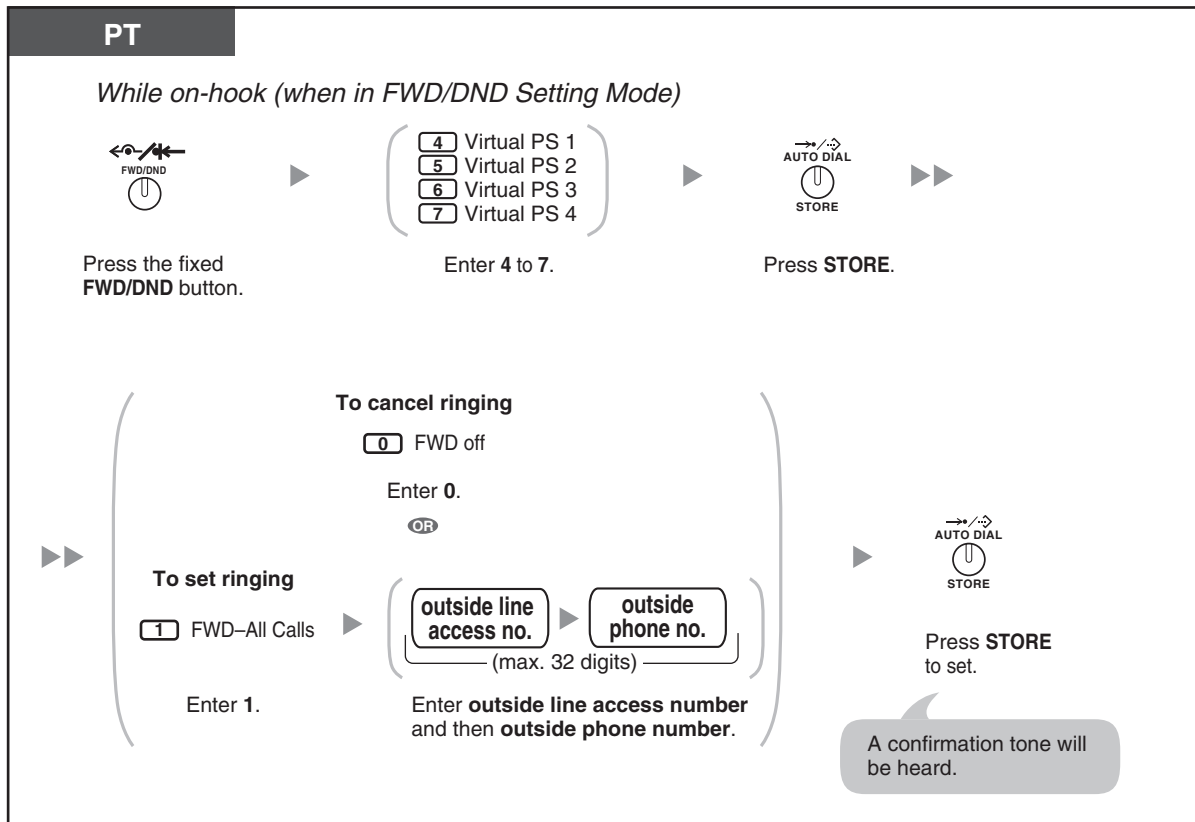 PT
While on-hook (when in FWD/DND Setting Mode)
FWD/DND
Press the fixed
FWD/DND button.
4 Virtual PS 1
5 Virtual PS 2
6 Virtual PS 3
7 Virtual PS 4
Enter 4 to 7.
AUTO DIAL
STORE
Press STORE.
To cancel ringing
0 FWD off
Enter 0.
OR
To set ringing
1 FWD–All Calls
Enter 1.
outside line
access no.
outside
phone no.
(max. 32 digits)
Enter outside line access number
and then outside phone number.
AUTO DIAL
STORE
Press STORE
to set.
A confirmation tone will
be heard.